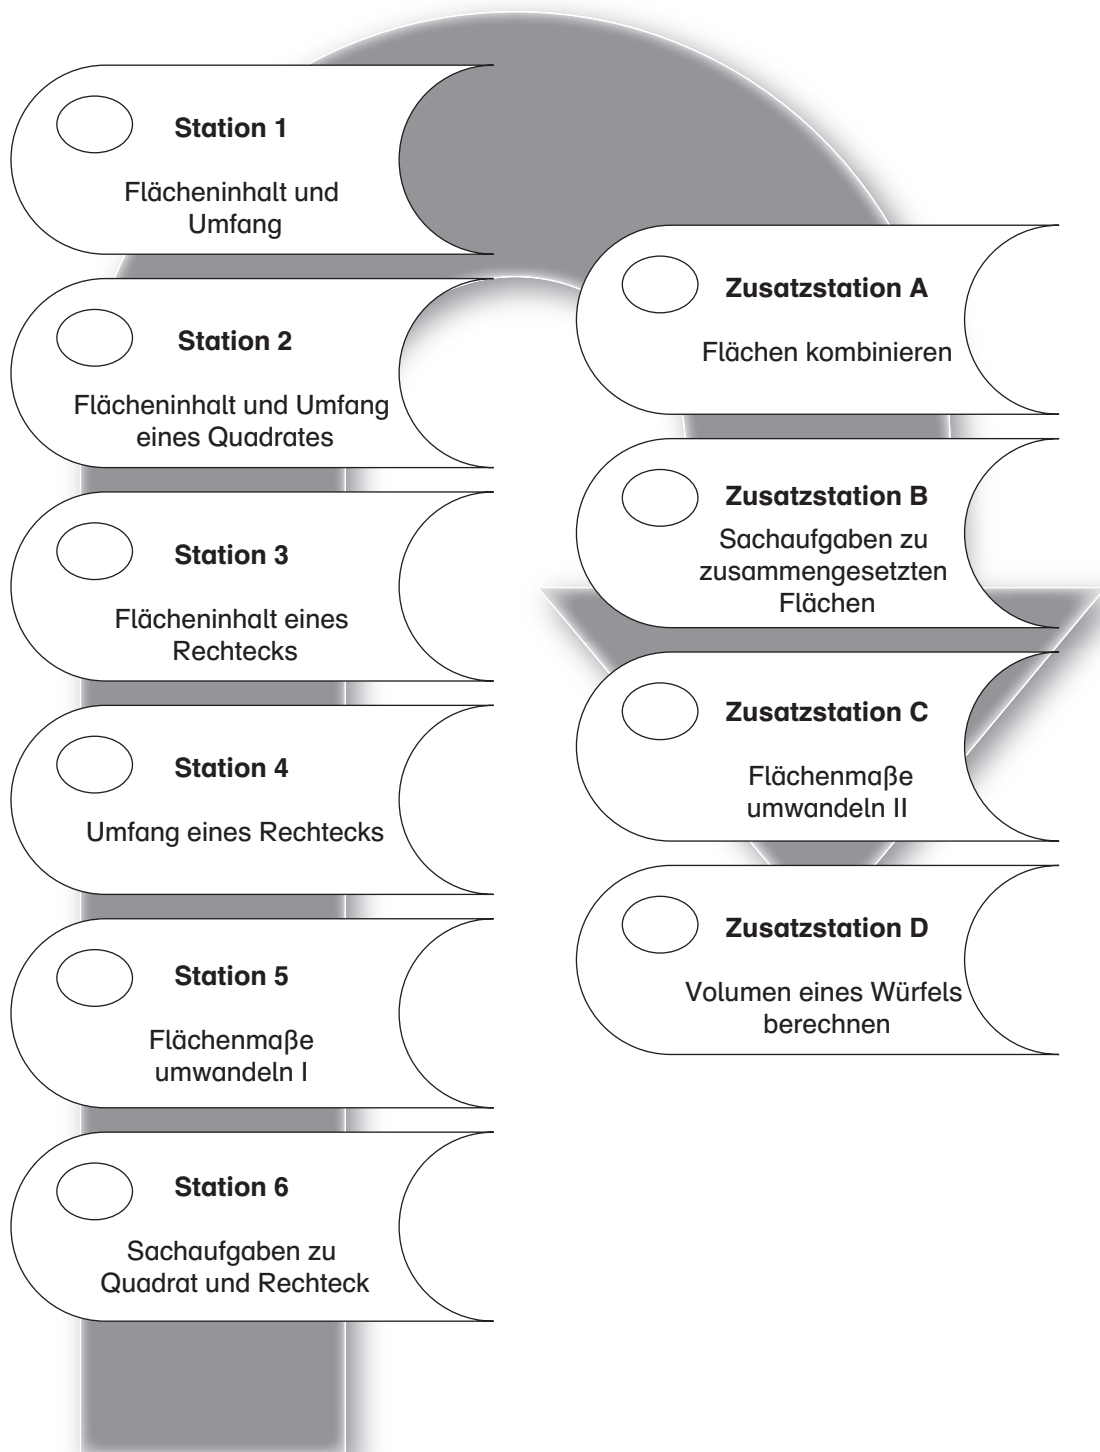 Station 1
Flächeninhalt und
Umfang
Station 2
Flächeninhalt und Umfang
eines Quadrates
Station 3
Flächeninhalt eines
Rechtecks
Station 4
Umfang eines Rechtecks
Station 5
Flächenmaße
umwandeln I
Station 6
Sachaufgaben zu
Quadrat und Rechteck
Zusatzstation A
Flächen kombinieren
Zusatzstation B
Sachaufgaben zu
zusammengesetzten
Flächen
Zusatzstation C
Flächenmaße
umwandeln II
Zusatzstation D
Volumen eines Würfels
berechnen